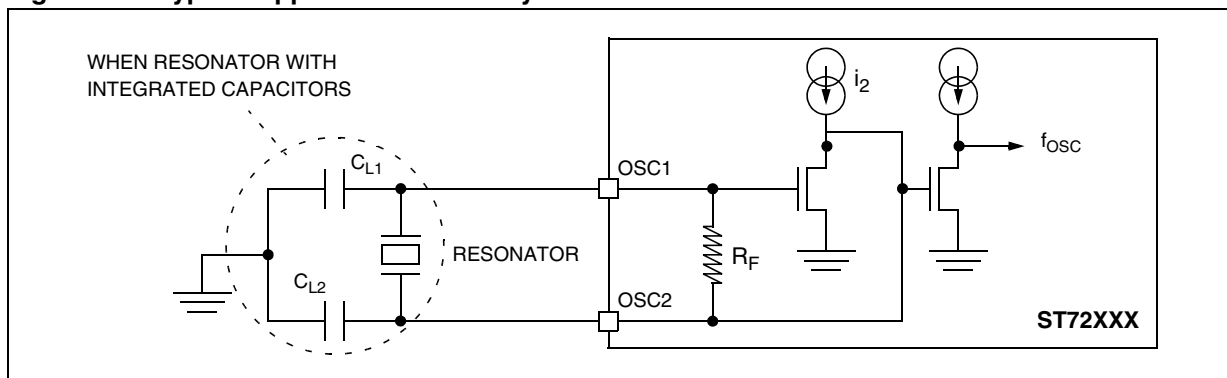 WHEN RESONATOR WITH
INTEGRATED CAPACITORS
CL1
CL2
RESONATOR
OSC1
OSC2
RF
i2
fOSC
ST72XXX